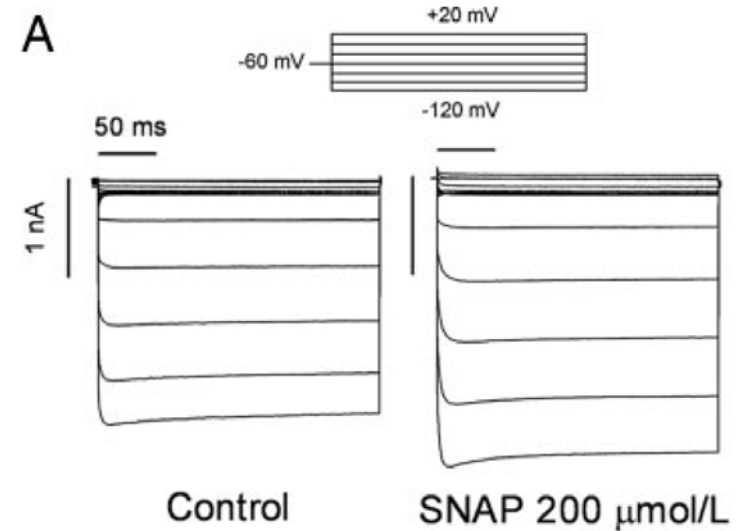 A
+20 mV
-60 mV
-120 mV
50 ms
1 nA
Control
SNAP 200 μmol/L